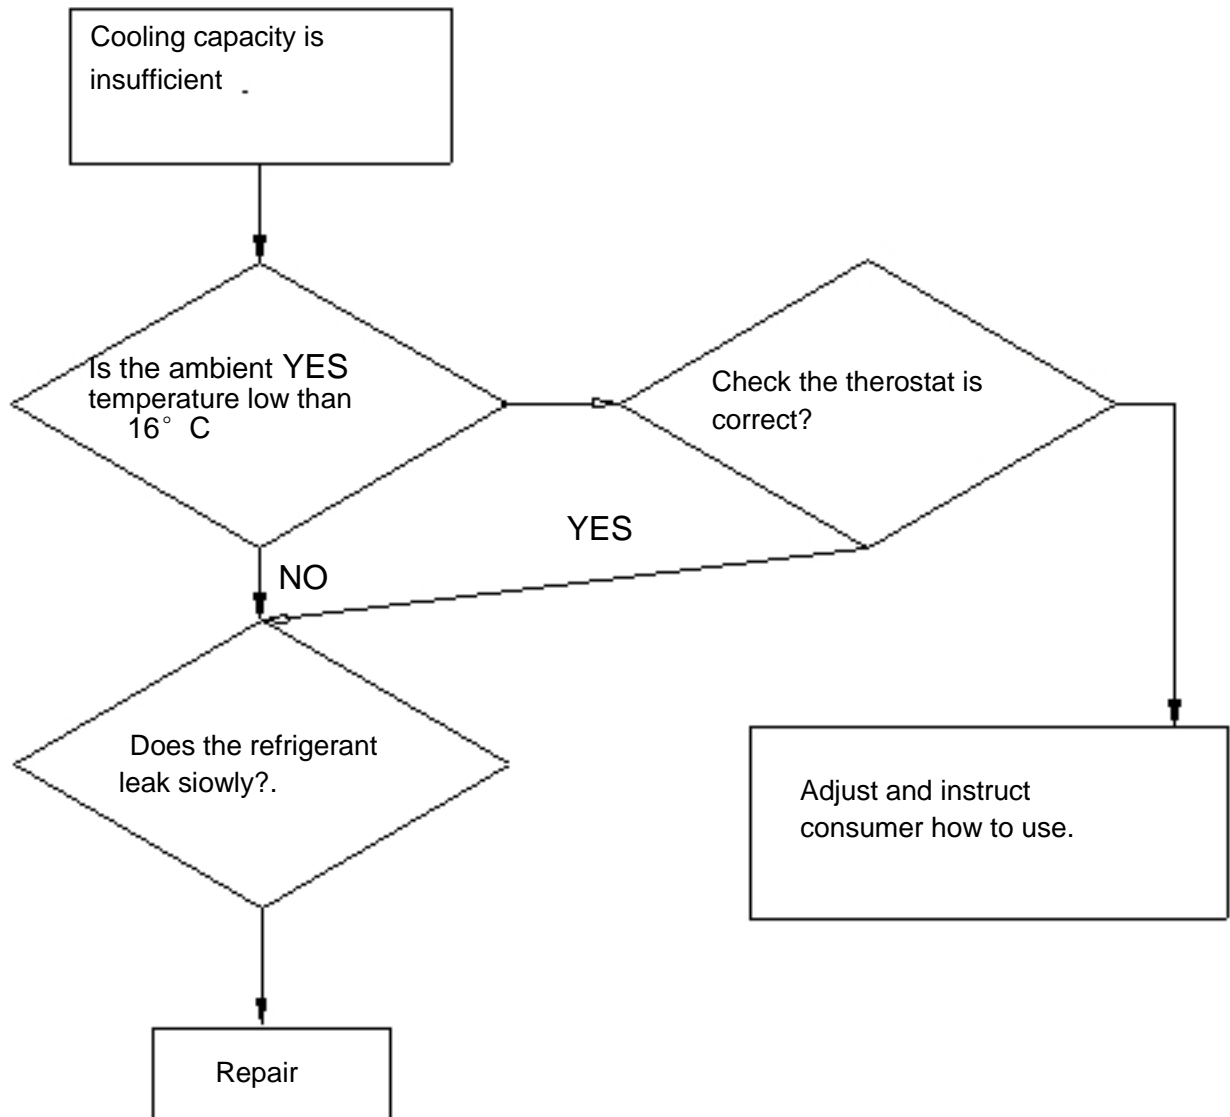 Cooling capacity is
insufficient .
Is the ambient YES
temperature low than
16° C
Check the therostat is
correct?
YES
NO
Does the refrigerant
leak siowly?.
Adjust and instruct
consumer how to use.
Repair